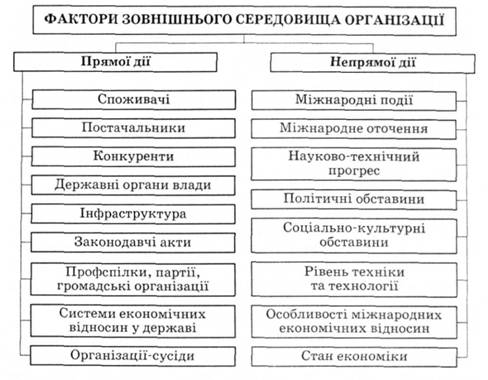 ФАКТОРИ ЗОВНІШНЬОГО СЕРЕДОВИЩА ОРГАНІЗАЦІЇ
Прямої дії
Споживачі
Постачальники
Конкуренти
Державні органи влади
Інфраструктура
Законодавчі акти
Профспілки, партії,
громадські організації
Системи економічних
відносин у державі
Організації-сусіди
Непрямої дії
Міжнародні події
Міжнародне оточення
Науково-технічний
прогрес
Політичні обставини
Соціально-культурні
обставини
Рівень техніки
та технології
Особливості міжнародних
економічних відносин
Стан економіки